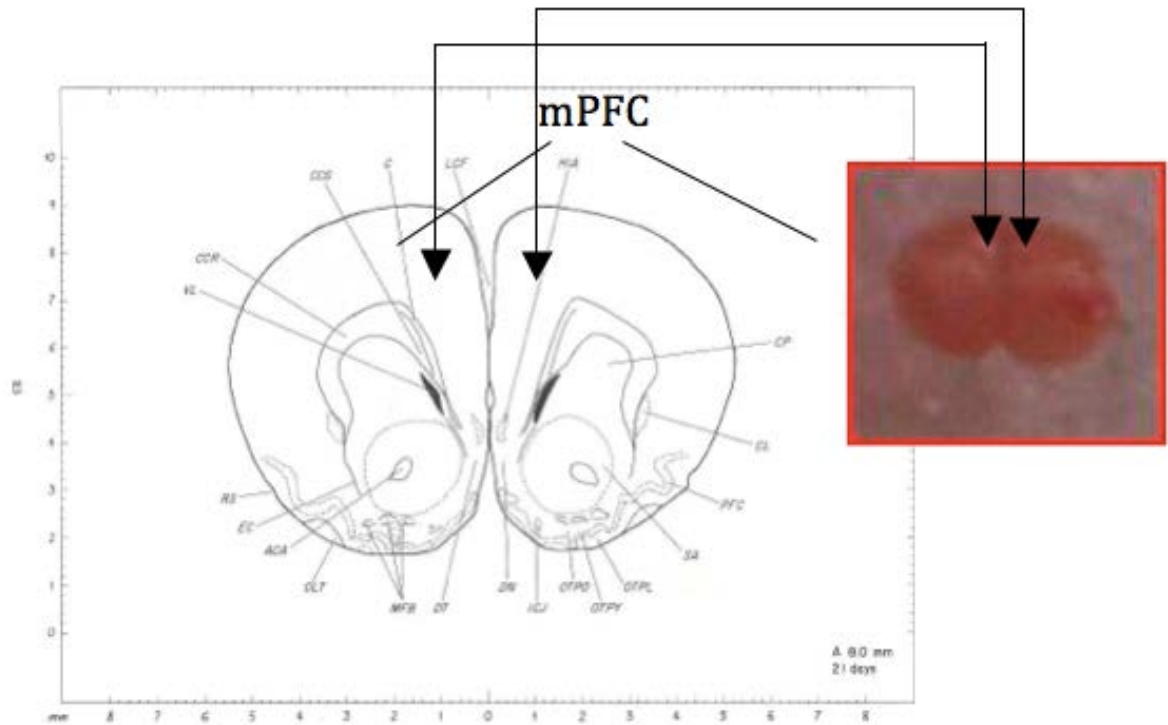 mPFC
CCS C LCF HIA
CCR
VL
CP
CL
RS
EC
PFC
ACA
SA
OLT
MFB DT DN ICJ OTPO OTPY OTPL
10
9
8
7
6
5
4
3
2
1
0
A 8.0 mm
21 days
mm 8 7 6 5 4 3 2 1 0 1 2 3 4 5 6 7 8